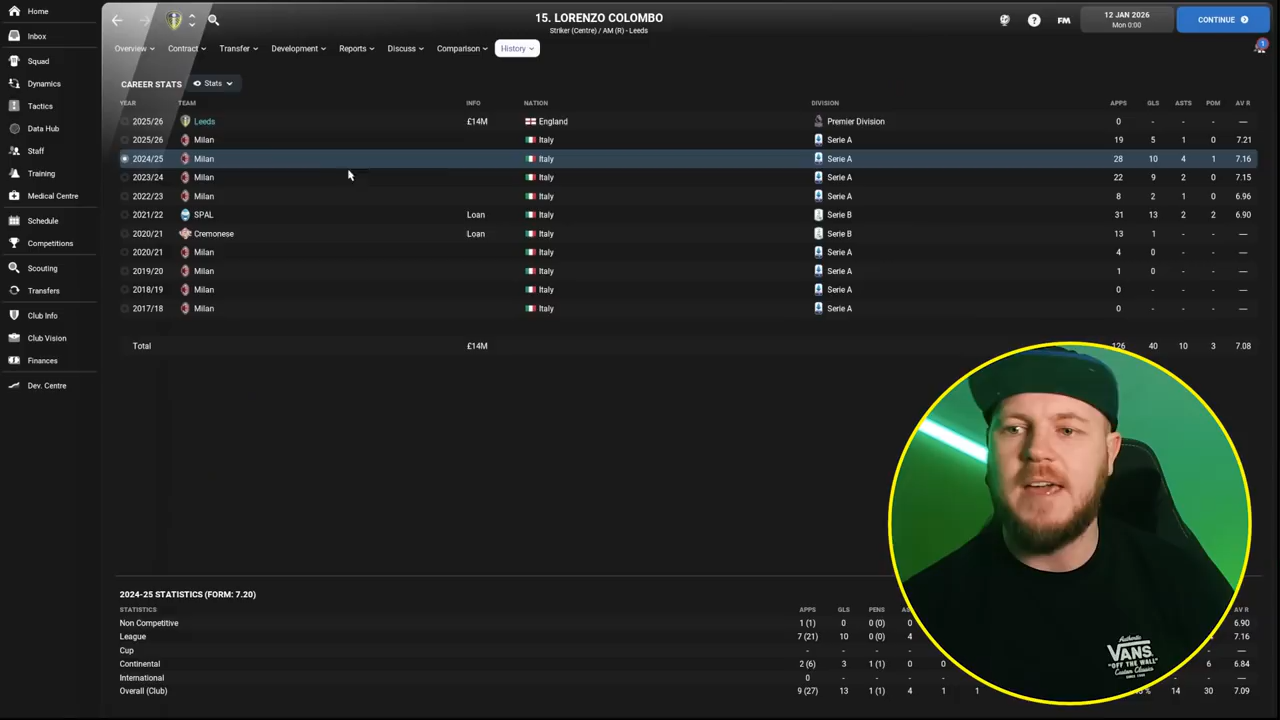 Home
Inbox
Squad
Dynamics
Tactics
Data Hub
Staff
Training
Medical Centre
Schedule
Competitions
Scouting
Transfers
Club Info
Club Vision
Finances
Dev. Centre
15. LORENZO COLOMBO
Striker (Centre) / AM (R) - Leeds
? FM 12 JAN 2026 CONTINUE
Mon 0:00
Overview Contract Transfer Development Reports Discuss Comparison History
1
CAREER STATS Stats
YEAR TEAM INFO NATION DIVISION APPS GLS ASTS POM AV R
2025/26 Leeds £14M England Premier Division 0 - - - —
2025/26 Milan Italy Serie A 19 5 1 0 7.21
2024/25 Milan Italy Serie A 28 10 4 1 7.16
2023/24 Milan Italy Serie A 22 9 2 0 7.15
2022/23 Milan Italy Serie A 8 2 1 0 6.96
2021/22 SPAL Loan Italy Serie B 31 13 2 2 6.90
2020/21 Cremonese Loan Italy Serie B 13 1 - - —
2020/21 Milan Italy Serie A 4 0 - - —
2019/20 Milan Italy Serie A 1 0 - - —
2018/19 Milan Italy Serie A 0 - - - —
2017/18 Milan Italy Serie A 0 - - - —
Total £14M 126 40 10 3 7.08
2024-25 STATISTICS (FORM: 7.20)
STATISTICS APPS GLS PENS AV R
Non Competitive 1 (1) 0 0 (0) 0 6.90
League 7 (21) 10 0 (0) 4 7.16
Cup - - - - -
Continental 2 (6) 3 1 (1) 0 0 6 6.84
International 0 - - - - -
Overall (Club) 9 (27) 13 1 (1) 4 1 1 14 30 7.09
Authentic
VANS
"OFF THE WALL"
Custom Classics